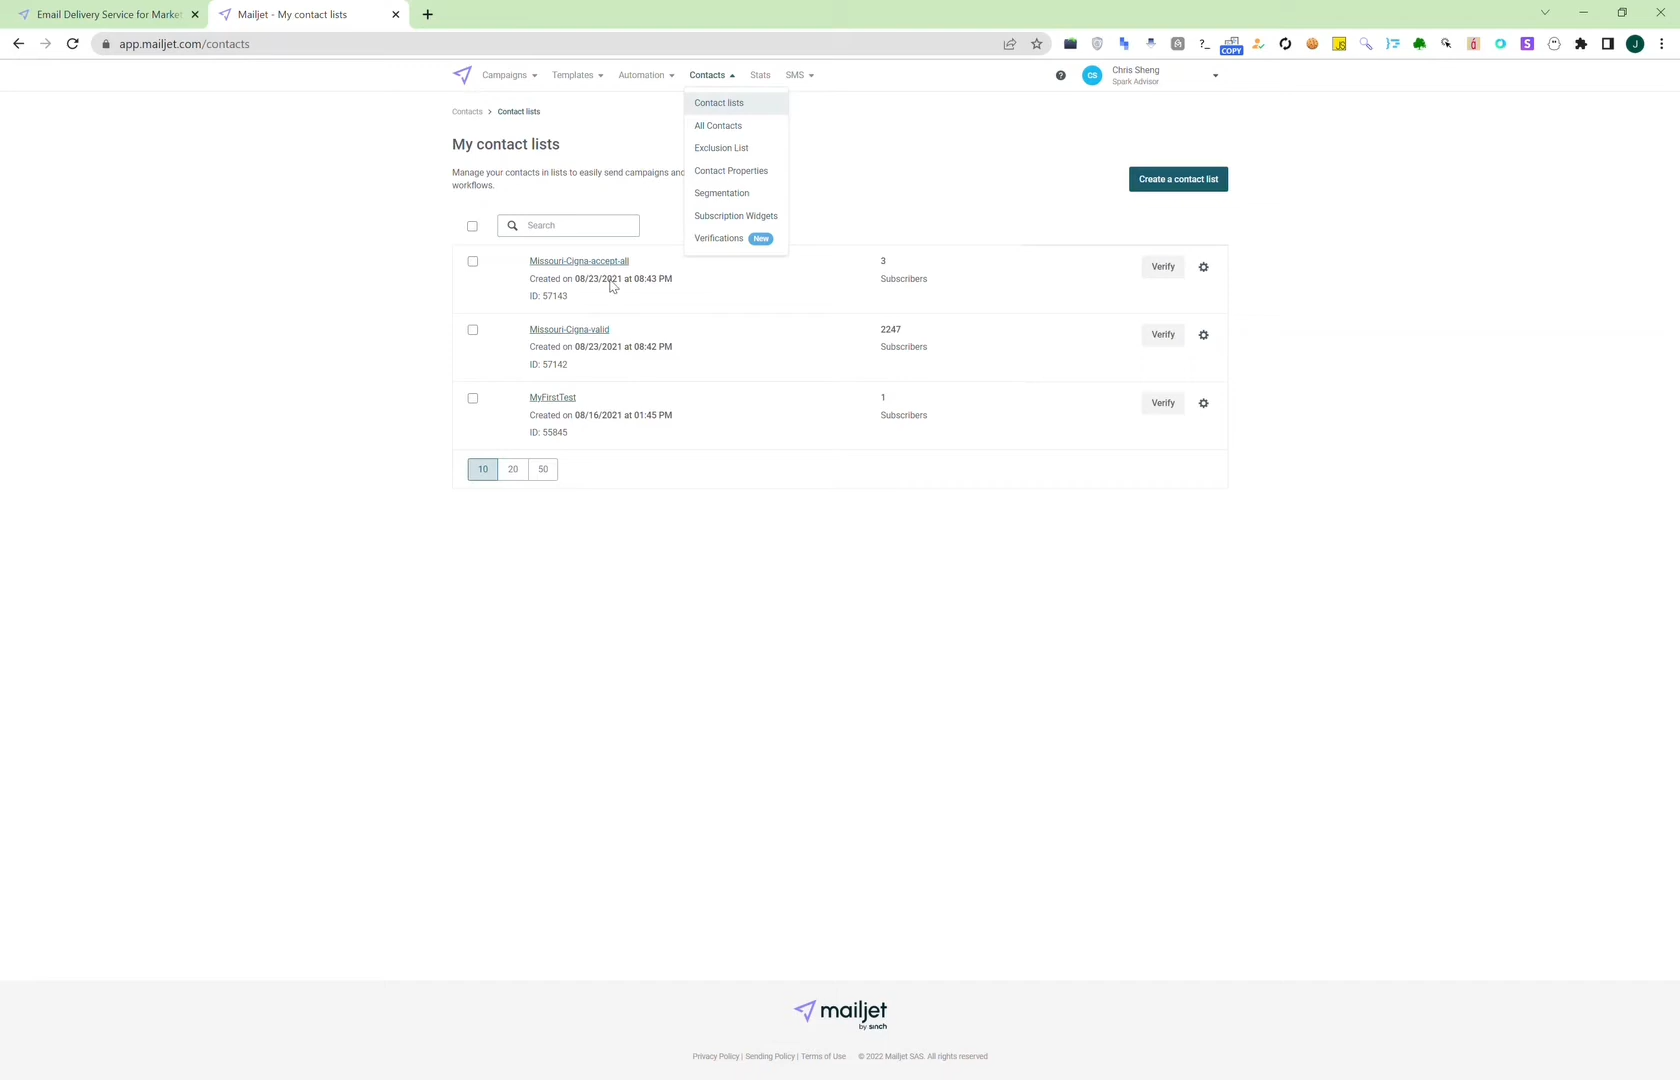 Email Delivery Service for Market
Mailjet - My contact lists
app.mailjet.com/contacts
COPY
JS
S
J
Campaigns
Templates
Automation
Contacts
Stats
SMS
?
CS
Chris Sheng
Spark Advisor
Contacts > Contact lists
Contact lists
All Contacts
Exclusion List
Contact Properties
Segmentation
Subscription Widgets
Verifications New
My contact lists
Manage your contacts in lists to easily send campaigns and
workflows.
Create a contact list
Search
Missouri-Cigna-accept-all
Created on 08/23/2021 at 08:43 PM
ID: 57143
3
Subscribers
Verify
Missouri-Cigna-valid
Created on 08/23/2021 at 08:42 PM
ID: 57142
2247
Subscribers
Verify
MyFirstTest
Created on 08/16/2021 at 01:45 PM
ID: 55845
1
Subscribers
Verify
10 20 50
mailjet
by sinch
Privacy Policy | Sending Policy | Terms of Use © 2022 Mailjet SAS. All rights reserved